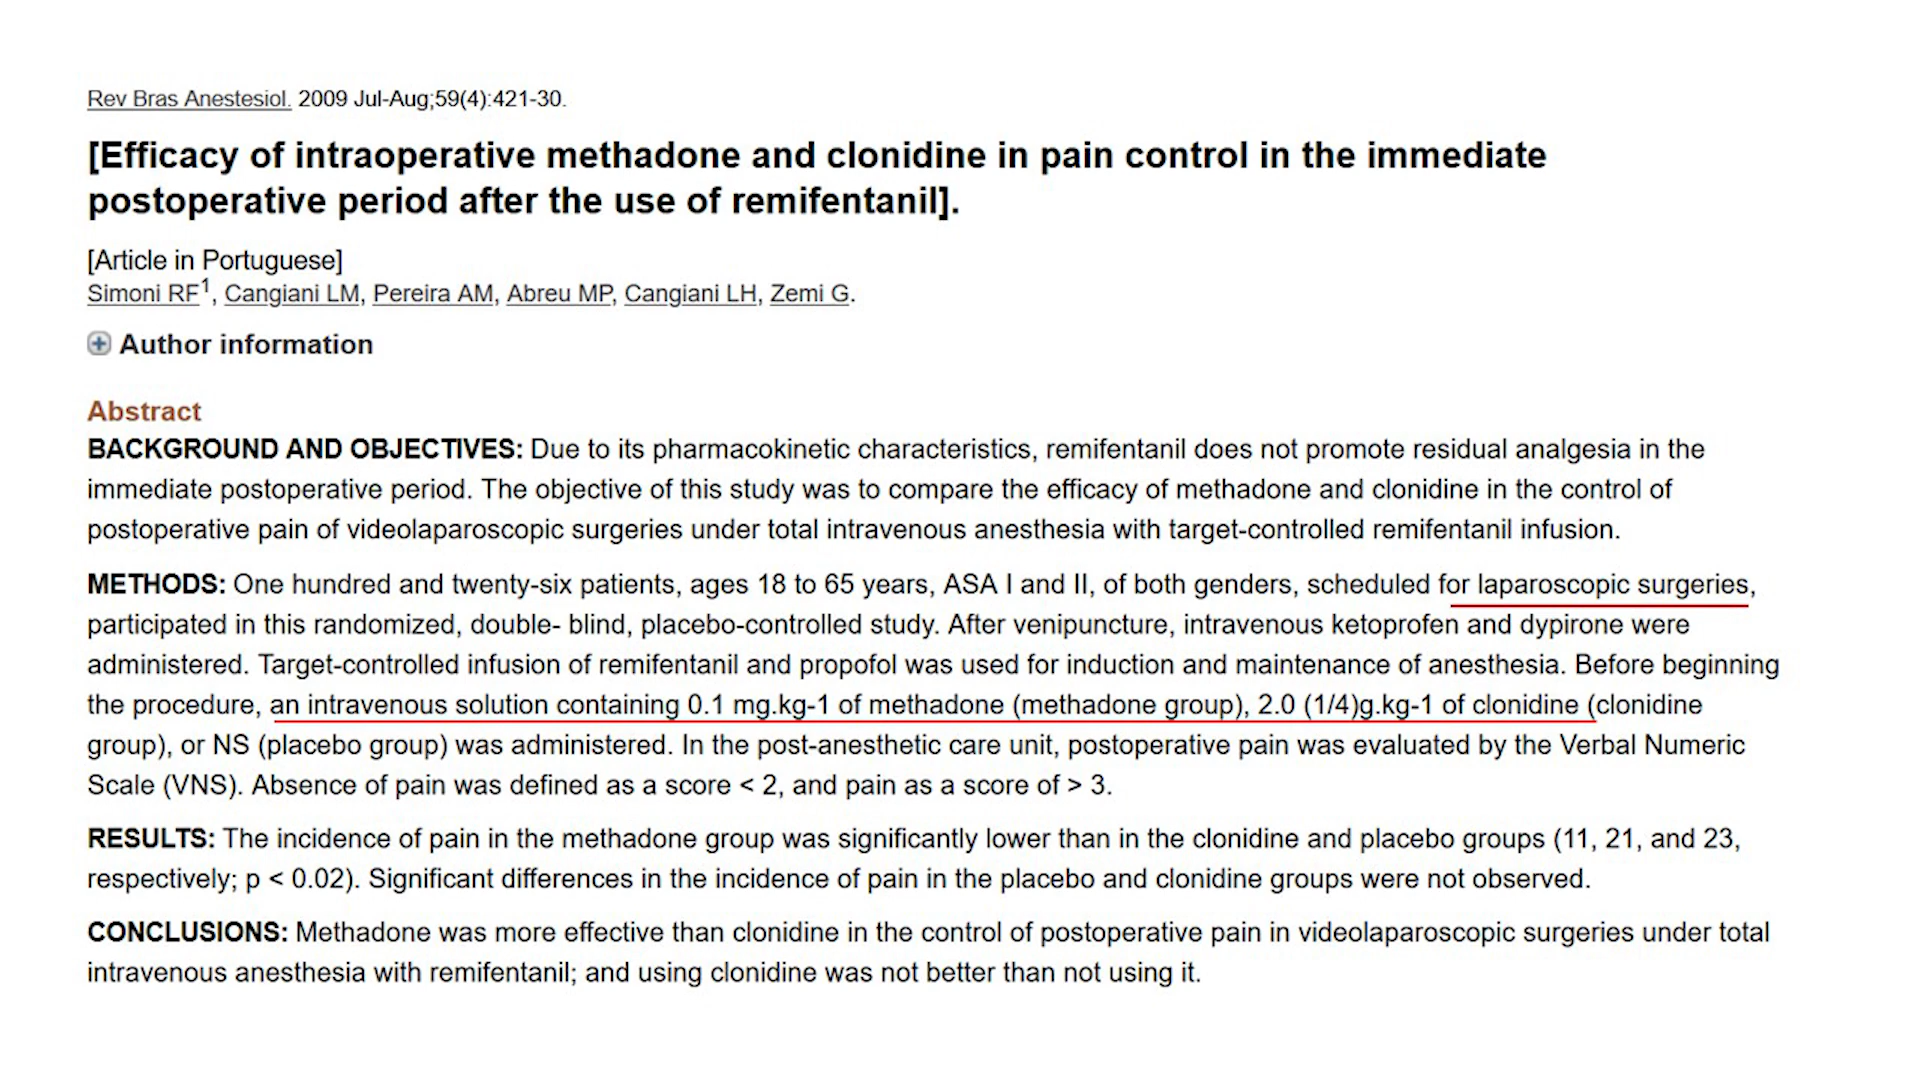 Rev Bras Anestesiol. 2009 Jul-Aug;59(4):421-30.
[Efficacy of intraoperative methadone and clonidine in pain control in the immediate
postoperative period after the use of remifentanil].
[Article in Portuguese]
Simoni RF1, Cangiani LM, Pereira AM, Abreu MP, Cangiani LH, Zemi G.
Author information
Abstract
BACKGROUND AND OBJECTIVES: Due to its pharmacokinetic characteristics, remifentanil does not promote residual analgesia in the
immediate postoperative period. The objective of this study was to compare the efficacy of methadone and clonidine in the control of
postoperative pain of videolaparoscopic surgeries under total intravenous anesthesia with target-controlled remifentanil infusion.
METHODS: One hundred and twenty-six patients, ages 18 to 65 years, ASA I and II, of both genders, scheduled for laparoscopic surgeries,
participated in this randomized, double- blind, placebo-controlled study. After venipuncture, intravenous ketoprofen and dypirone were
administered. Target-controlled infusion of remifentanil and propofol was used for induction and maintenance of anesthesia. Before beginning
the procedure, an intravenous solution containing 0.1 mg.kg-1 of methadone (methadone group), 2.0 (1/4)g.kg-1 of clonidine (clonidine
group), or NS (placebo group) was administered. In the post-anesthetic care unit, postoperative pain was evaluated by the Verbal Numeric
Scale (VNS). Absence of pain was defined as a score < 2, and pain as a score of > 3.
RESULTS: The incidence of pain in the methadone group was significantly lower than in the clonidine and placebo groups (11, 21, and 23,
respectively; p < 0.02). Significant differences in the incidence of pain in the placebo and clonidine groups were not observed.
CONCLUSIONS: Methadone was more effective than clonidine in the control of postoperative pain in videolaparoscopic surgeries under total
intravenous anesthesia with remifentanil; and using clonidine was not better than not using it.